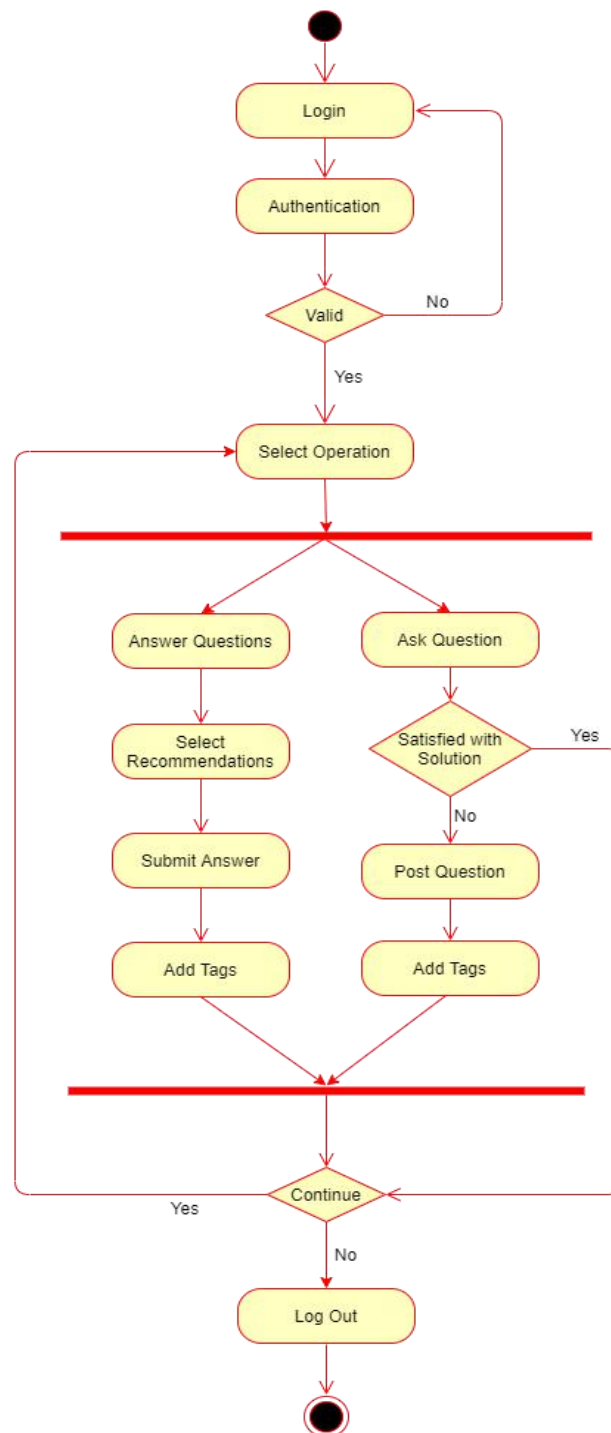 Login
Authentication
Valid
No
Yes
Select Operation
Answer Questions
Ask Question
Select
Recommendations
Satisfied with
Solution
Yes
No
Submit Answer
Post Question
Add Tags
Add Tags
Continue
Yes
No
Log Out